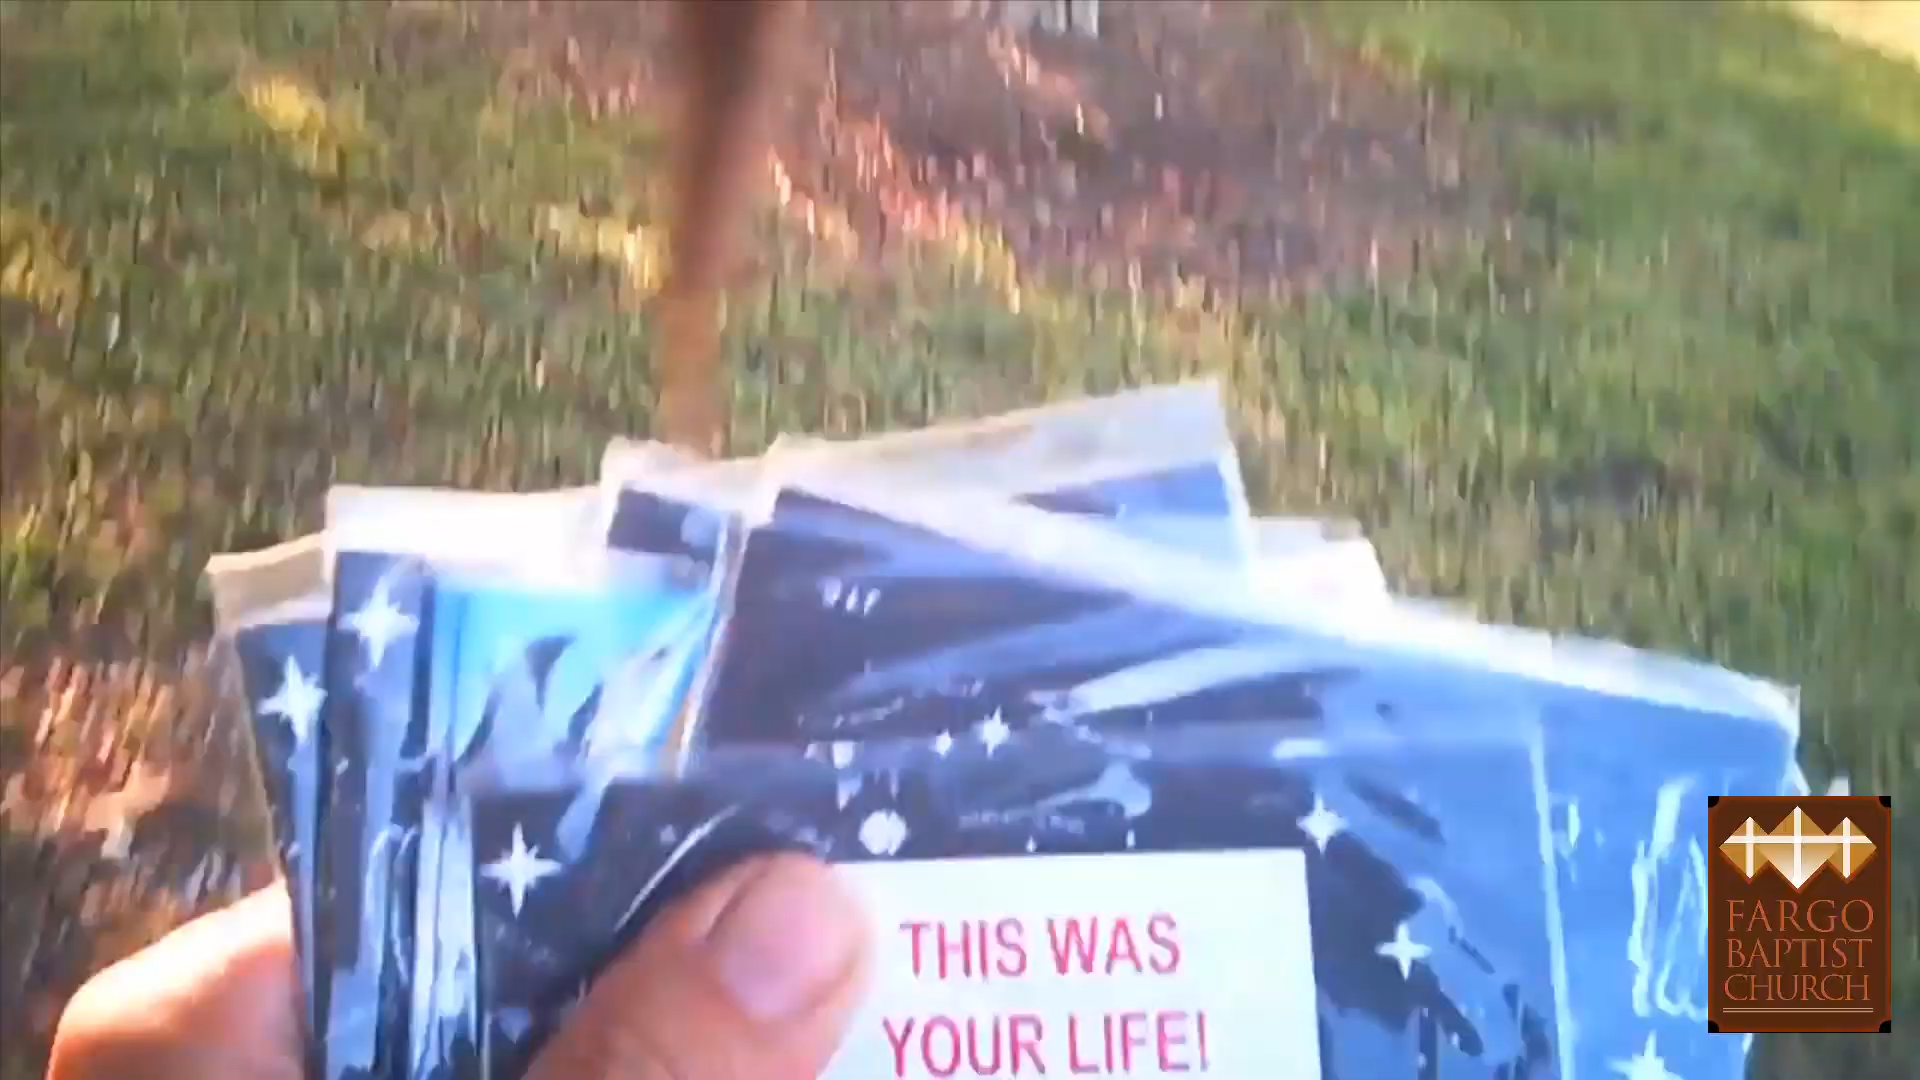 THIS WAS
YOUR LIFE!
FARGO
BAPTIST
CHURCH